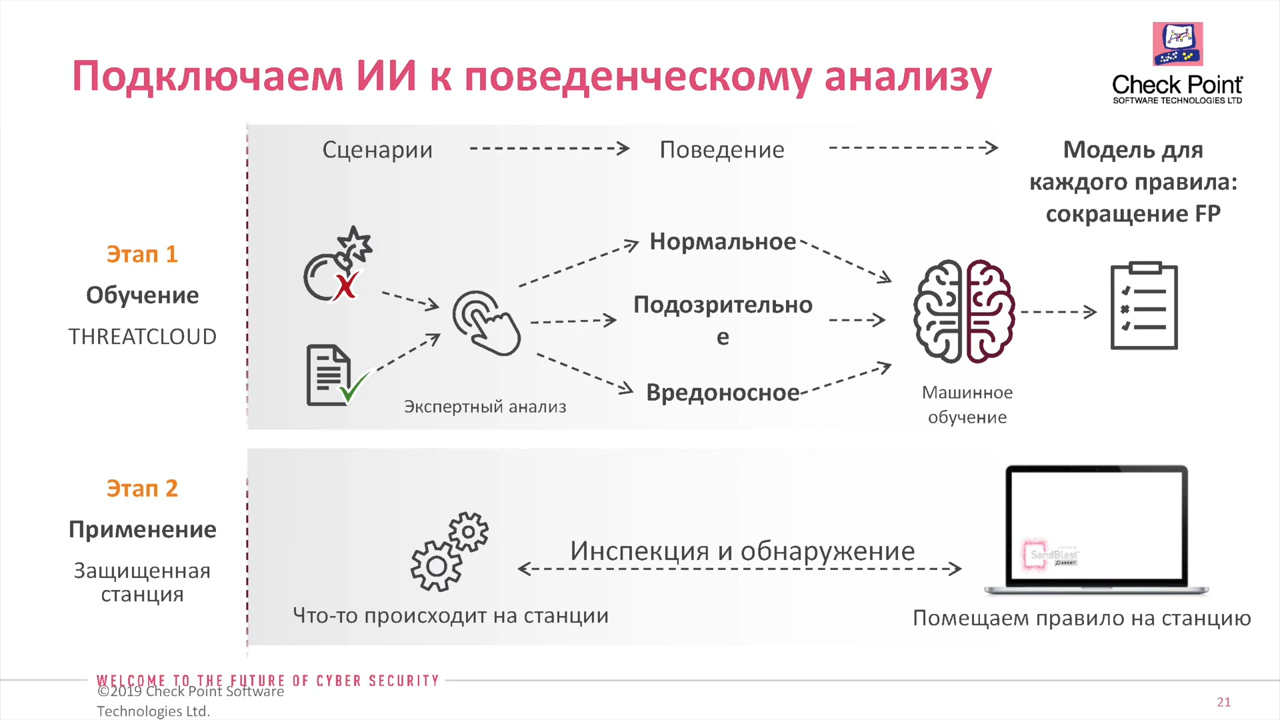 Подключаем ИИ к поведенческому анализу
Check Point
SOFTWARE TECHNOLOGIES LTD
Сценарии
Поведение
Модель для
каждого правила:
сокращение FP
Этап 1
Обучение
THREATCLOUD
Экспертный анализ
Нормальное
Подозрительно
е
Вредоносное
Машинное
обучение
Этап 2
Применение
Защищенная
станция
Что-то происходит на станции
Инспекция и обнаружение
SandBlast
AGENT
Помещаем правило на станцию
WELCOME TO THE FUTURE OF CYBER SECURITY
©2019 Check Point Software
Technologies Ltd.
21